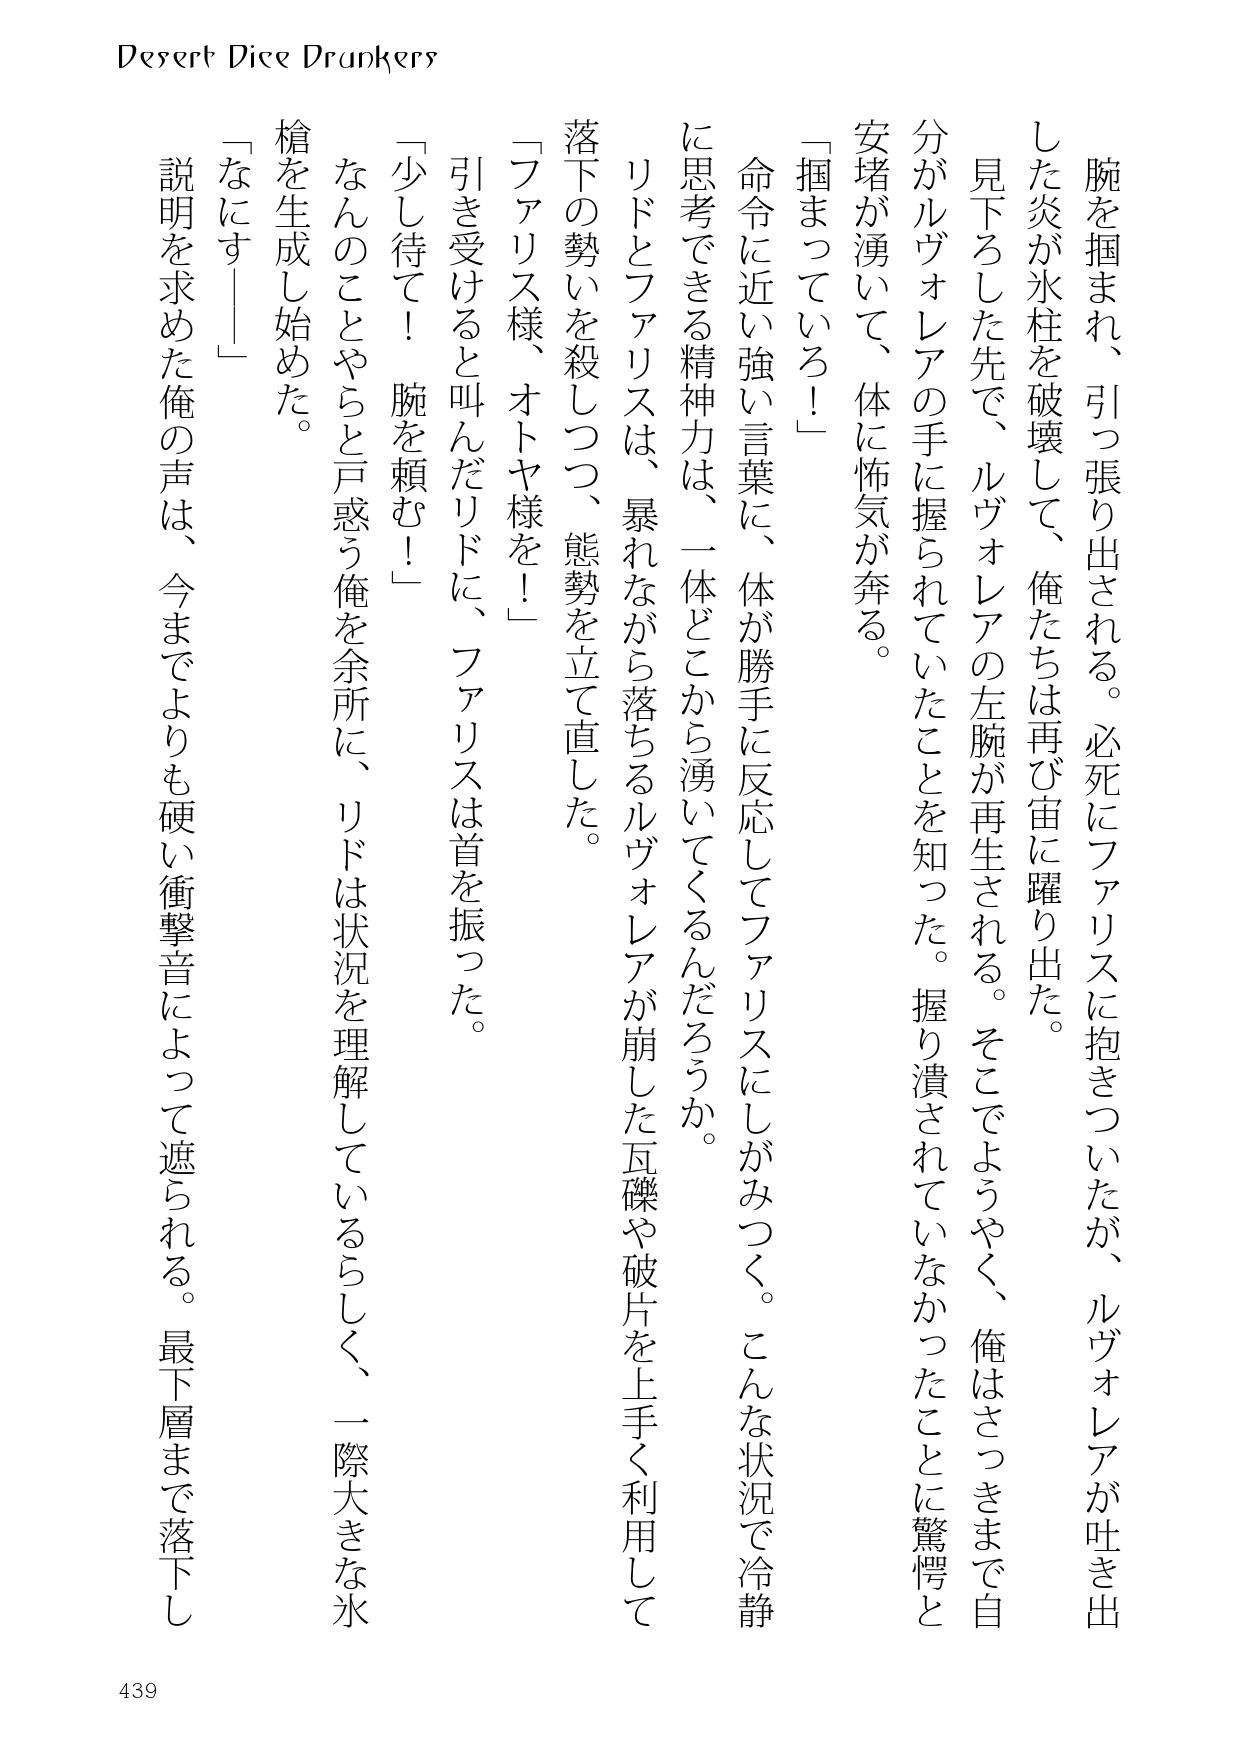 Desert Dice Drunkers
　腕を掴まれ、引っ張り出される。必死にファリスに抱きついたが、ルヴォレアが吐き出
した炎が氷柱を破壊して、俺たちは再び宙に躍り出た。
　見下ろした先で、ルヴォレアの左腕が再生される。そこでようやく、俺はさっきまで自
分がルヴォレアの手に握られていたことを知った。握り潰されていなかったことに驚愕と
安堵が湧いて、体に怖気が奔る。
「掴まっていろ！」
　命令に近い強い言葉に、体が勝手に反応してファリスにしがみつく。こんな状況で冷静
に思考できる精神力は、一体どこから湧いてくるんだろうか。
　リドとファリスは、暴れながら落ちるルヴォレアが崩した瓦礫や破片を上手く利用して
落下の勢いを殺しつつ、態勢を立て直した。
「ファリス様、オトヤ様を！」
　引き受けると叫んだリドに、ファリスは首を振った。
「少し待て！　腕を頼む！」
　なんのことやらと戸惑う俺を余所に、リドは状況を理解しているらしく、一際大きな氷
槍を生成し始めた。
「なにす――」
　説明を求めた俺の声は、今までよりも硬い衝撃音によって遮られる。最下層まで落下し
439